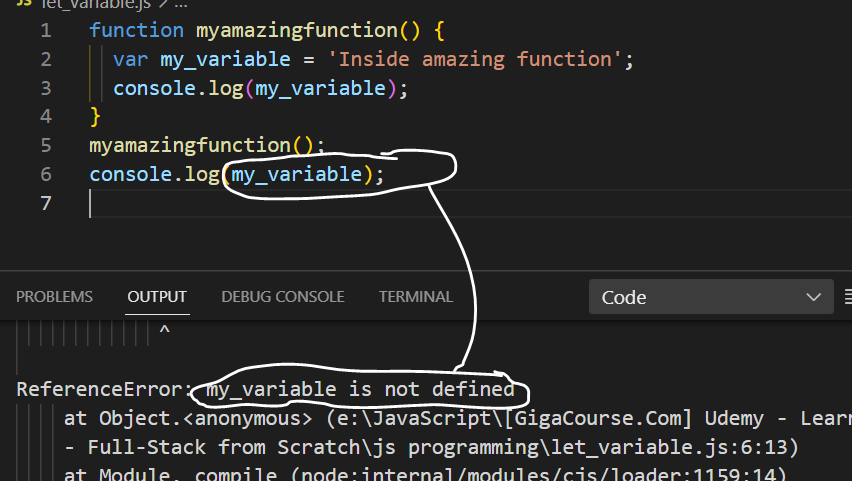 JS let_variable.js > ...
1 function myamazingfunction() {
2 var my_variable = 'Inside amazing function';
3 console.log(my_variable);
4 }
5 myamazingfunction();
6 console.log(my_variable);
7
PROBLEMS OUTPUT DEBUG CONSOLE TERMINAL Code
^
ReferenceError: my_variable is not defined
at Object.<anonymous> (e:\JavaScript\[GigaCourse.Com] Udemy - Learn
- Full-Stack from Scratch\js programming\let_variable.js:6:13)
at Module._compile (node:internal/modules/cjs/loader:1159:14)